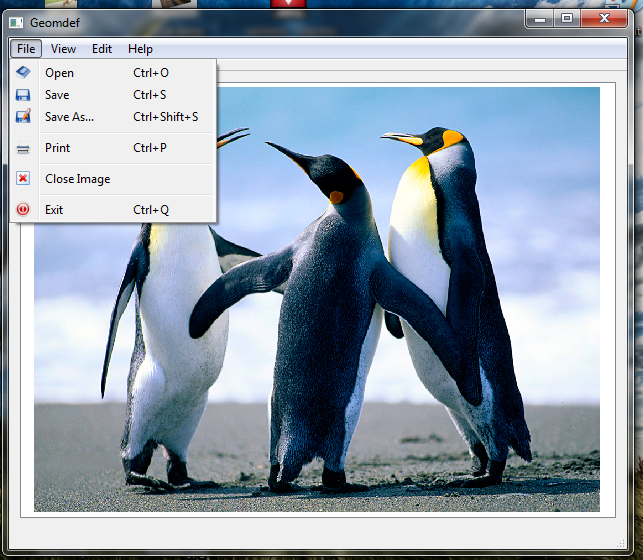 Geomdef
File View Edit Help
Open Ctrl+O
Save Ctrl+S
Save As... Ctrl+Shift+S
Print Ctrl+P
Close Image
Exit Ctrl+Q